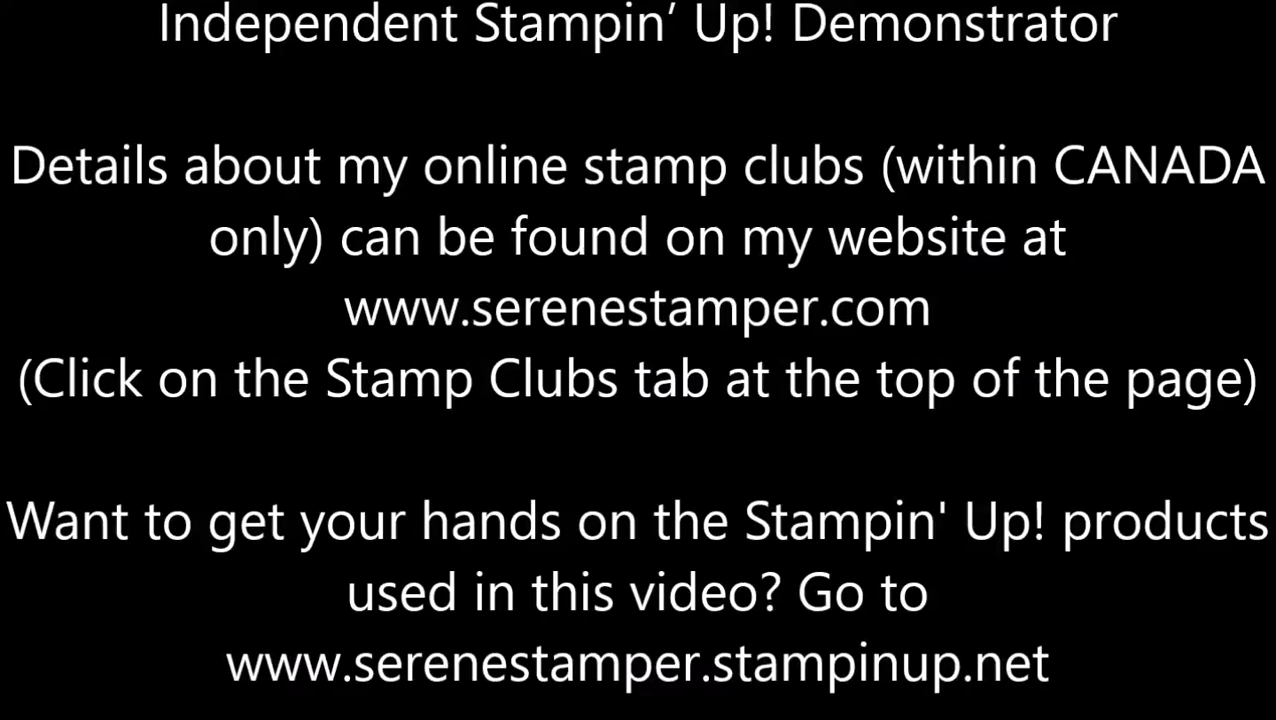 Independent Stampin’ Up! Demonstrator
Details about my online stamp clubs (within CANADA
only) can be found on my website at
www.serenestamper.com
(Click on the Stamp Clubs tab at the top of the page)
Want to get your hands on the Stampin' Up! products
used in this video? Go to
www.serenestamper.stampinup.net